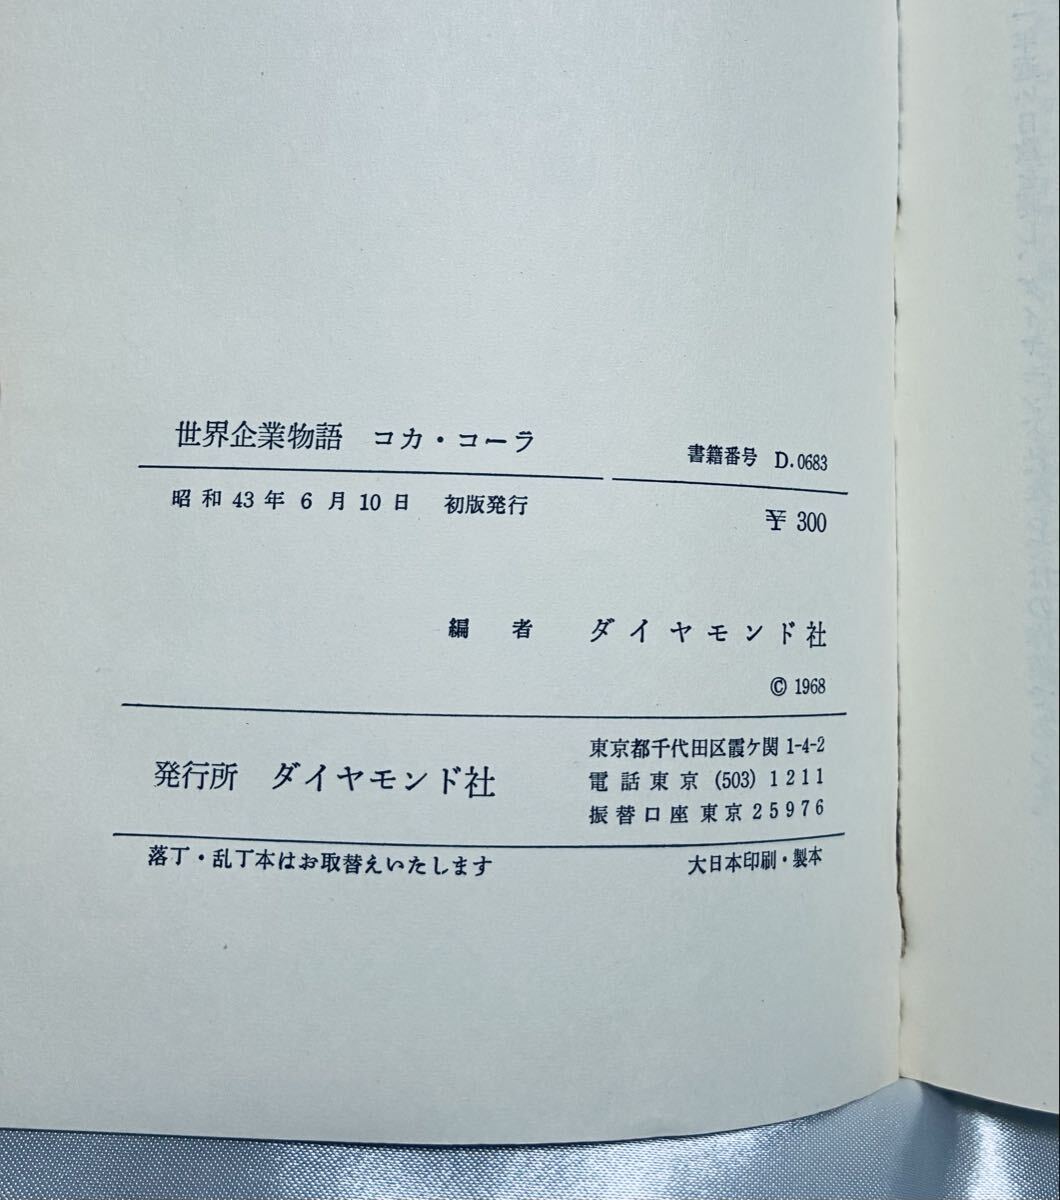 世界企業物語　コカ・コーラ
書籍番号　D.0683
昭和43年6月10日　初版発行
¥ 300
編　者　ダイヤモンド社
© 1968
発行所　ダイヤモンド社
東京都千代田区霞ケ関 1-4-2
電話東京 (503) 1211
振替口座 東京 25976
落丁・乱丁本はお取替えいたします
大日本印刷・製本